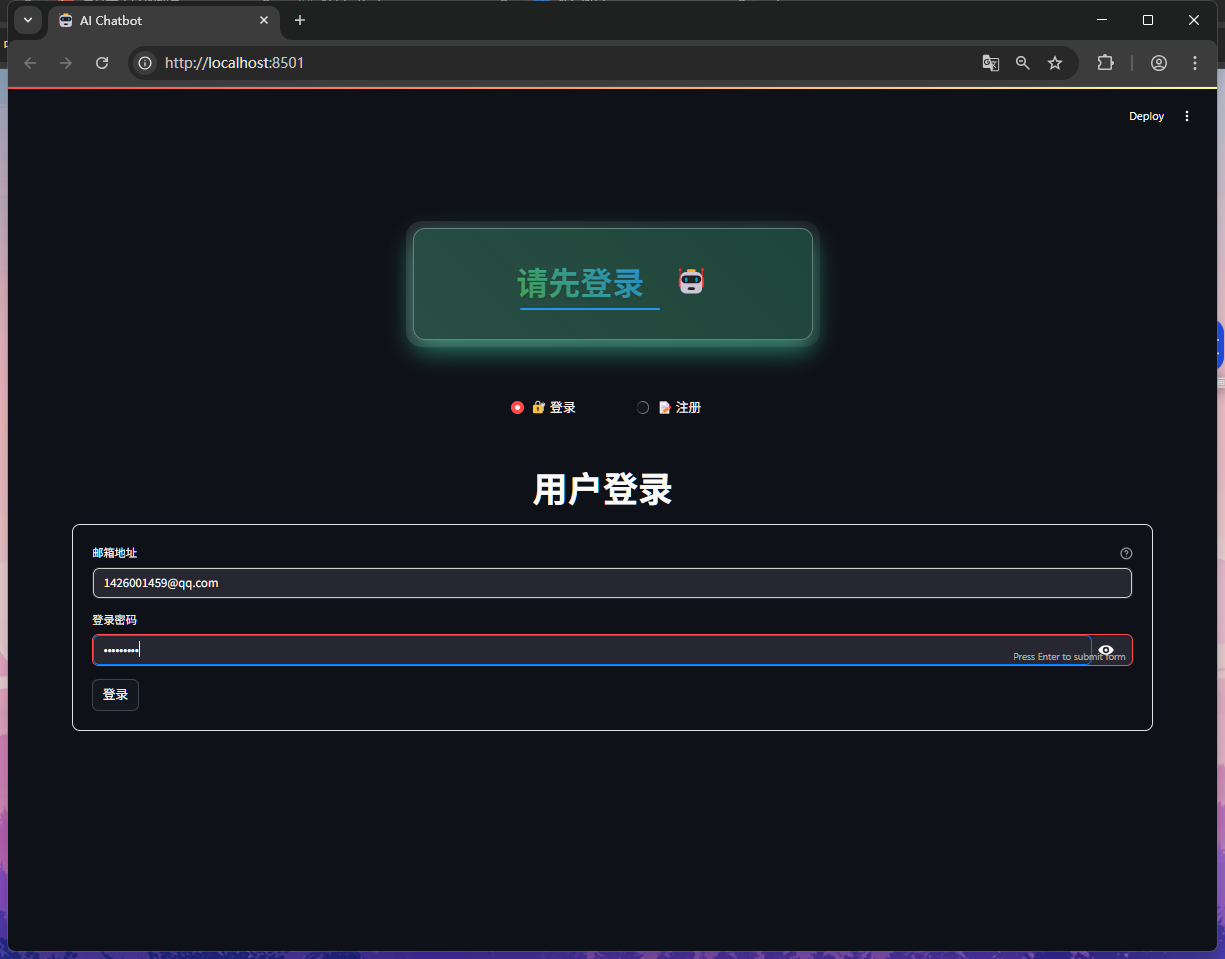 AI Chatbot
http://localhost:8501
Deploy
请先登录
登录
注册
用户登录
邮箱地址
1426001459@qq.com
登录密码
•••••••••
Press Enter to submit form
登录